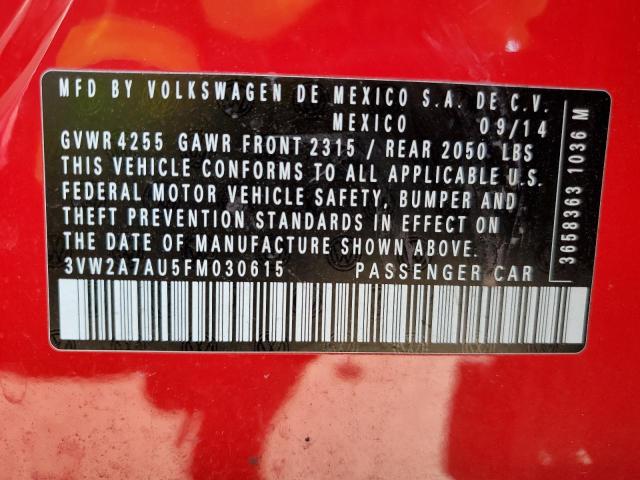 MFD BY VOLKSWAGEN DE MEXICO S.A. DE C.V.
MEXICO 09/14
GVWR 4255 GAWR FRONT 2315 / REAR 2050 LBS
THIS VEHICLE CONFORMS TO ALL APPLICABLE U.S.
FEDERAL MOTOR VEHICLE SAFETY, BUMPER AND
THEFT PREVENTION STANDARDS IN EFFECT ON
THE DATE OF MANUFACTURE SHOWN ABOVE.
3VW2A7AU5FM030615 PASSENGER CAR
3658363 1036 M